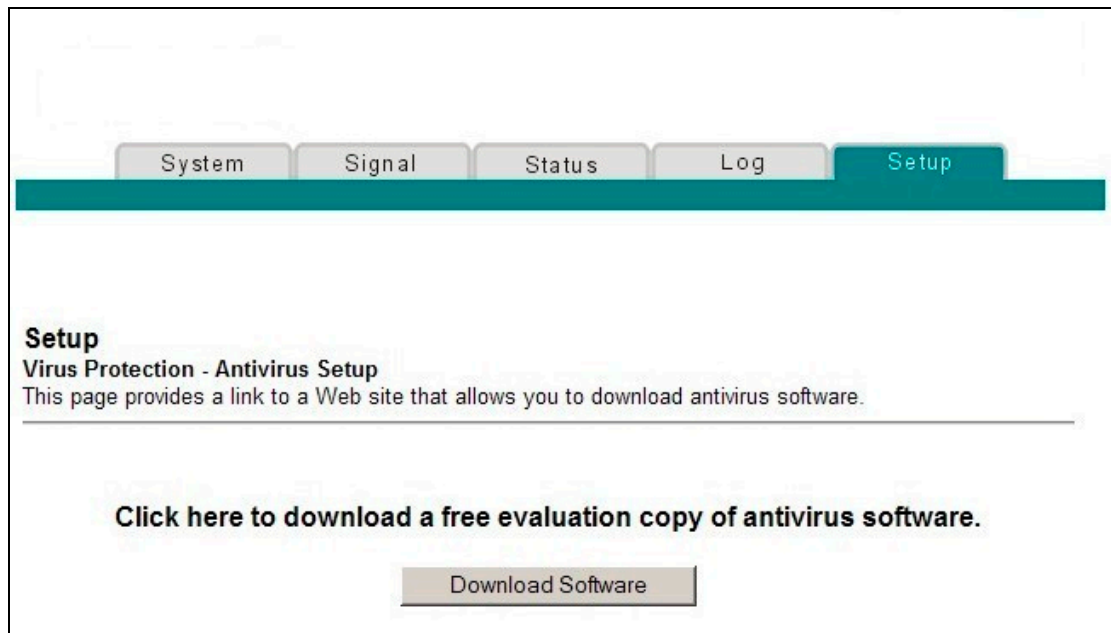 System Signal Status Log Setup
Setup
Virus Protection - Antivirus Setup
This page provides a link to a Web site that allows you to download antivirus software.
Click here to download a free evaluation copy of antivirus software.
Download Software